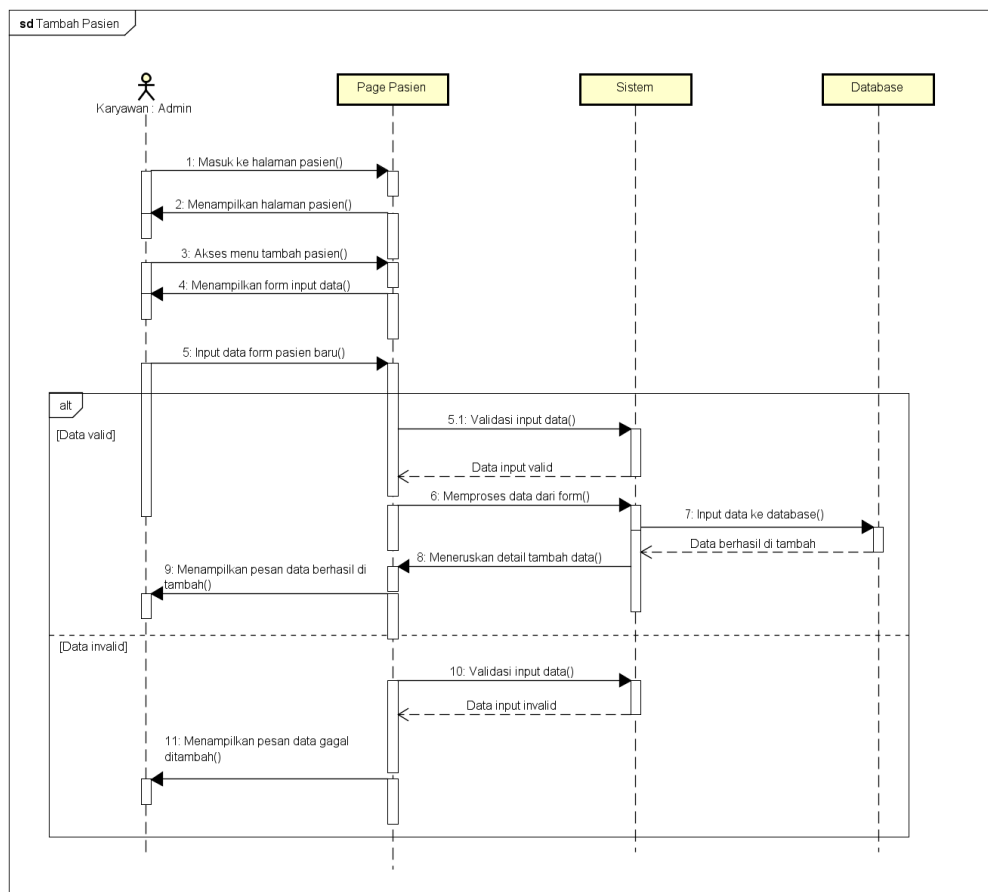 sd Tambah Pasien
Karyawan : Admin
Page Pasien
Sistem
Database
1: Masuk ke halaman pasien()
2: Menampilkan halaman pasien()
3: Akses menu tambah pasien()
4: Menampilkan form input data()
5: Input data form pasien baru()
alt
[Data valid]
5.1: Validasi input data()
Data input valid
6: Memproses data dari form()
7: Input data ke database()
Data berhasil di tambah
8: Meneruskan detail tambah data()
9: Menampilkan pesan data berhasil di
tambah()
[Data invalid]
10: Validasi input data()
Data input invalid
11: Menampilkan pesan data gagal
ditambah()